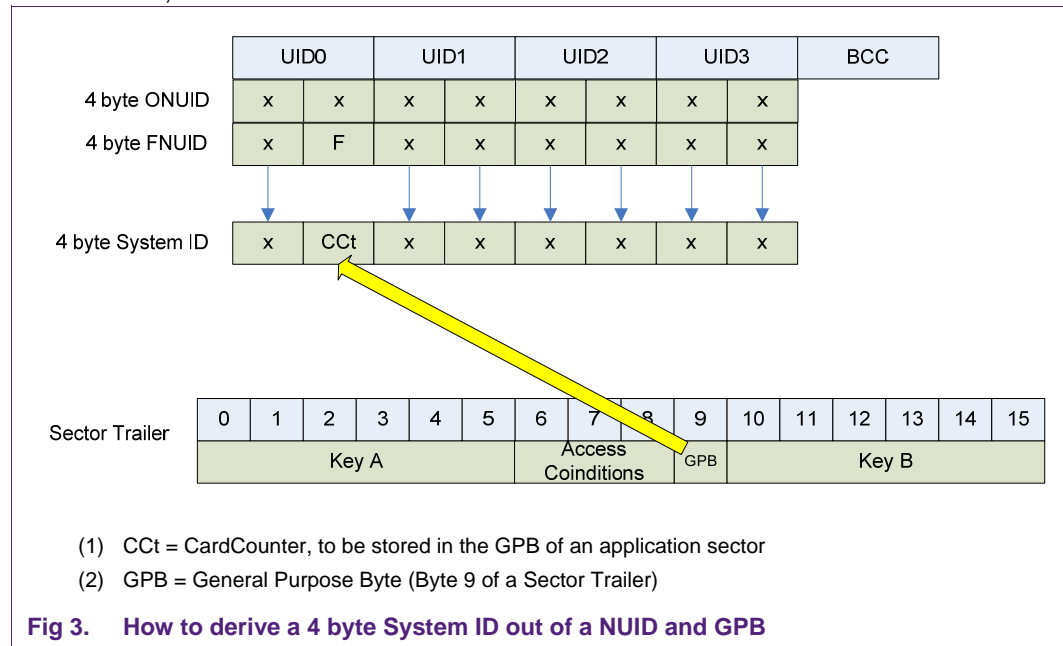 UID0 UID1 UID2 UID3 BCC
4 byte ONUID x x x x x x x x
4 byte FNUID x F x x x x x x
4 byte System ID x CCt x x x x x x
Sector Trailer 0 1 2 3 4 5 6 7 8 9 10 11 12 13 14 15
Key A Access Coinditions GPB Key B
(1) CCt = CardCounter, to be stored in the GPB of an application sector
(2) GPB = General Purpose Byte (Byte 9 of a Sector Trailer)
Fig 3. How to derive a 4 byte System ID out of a NUID and GPB